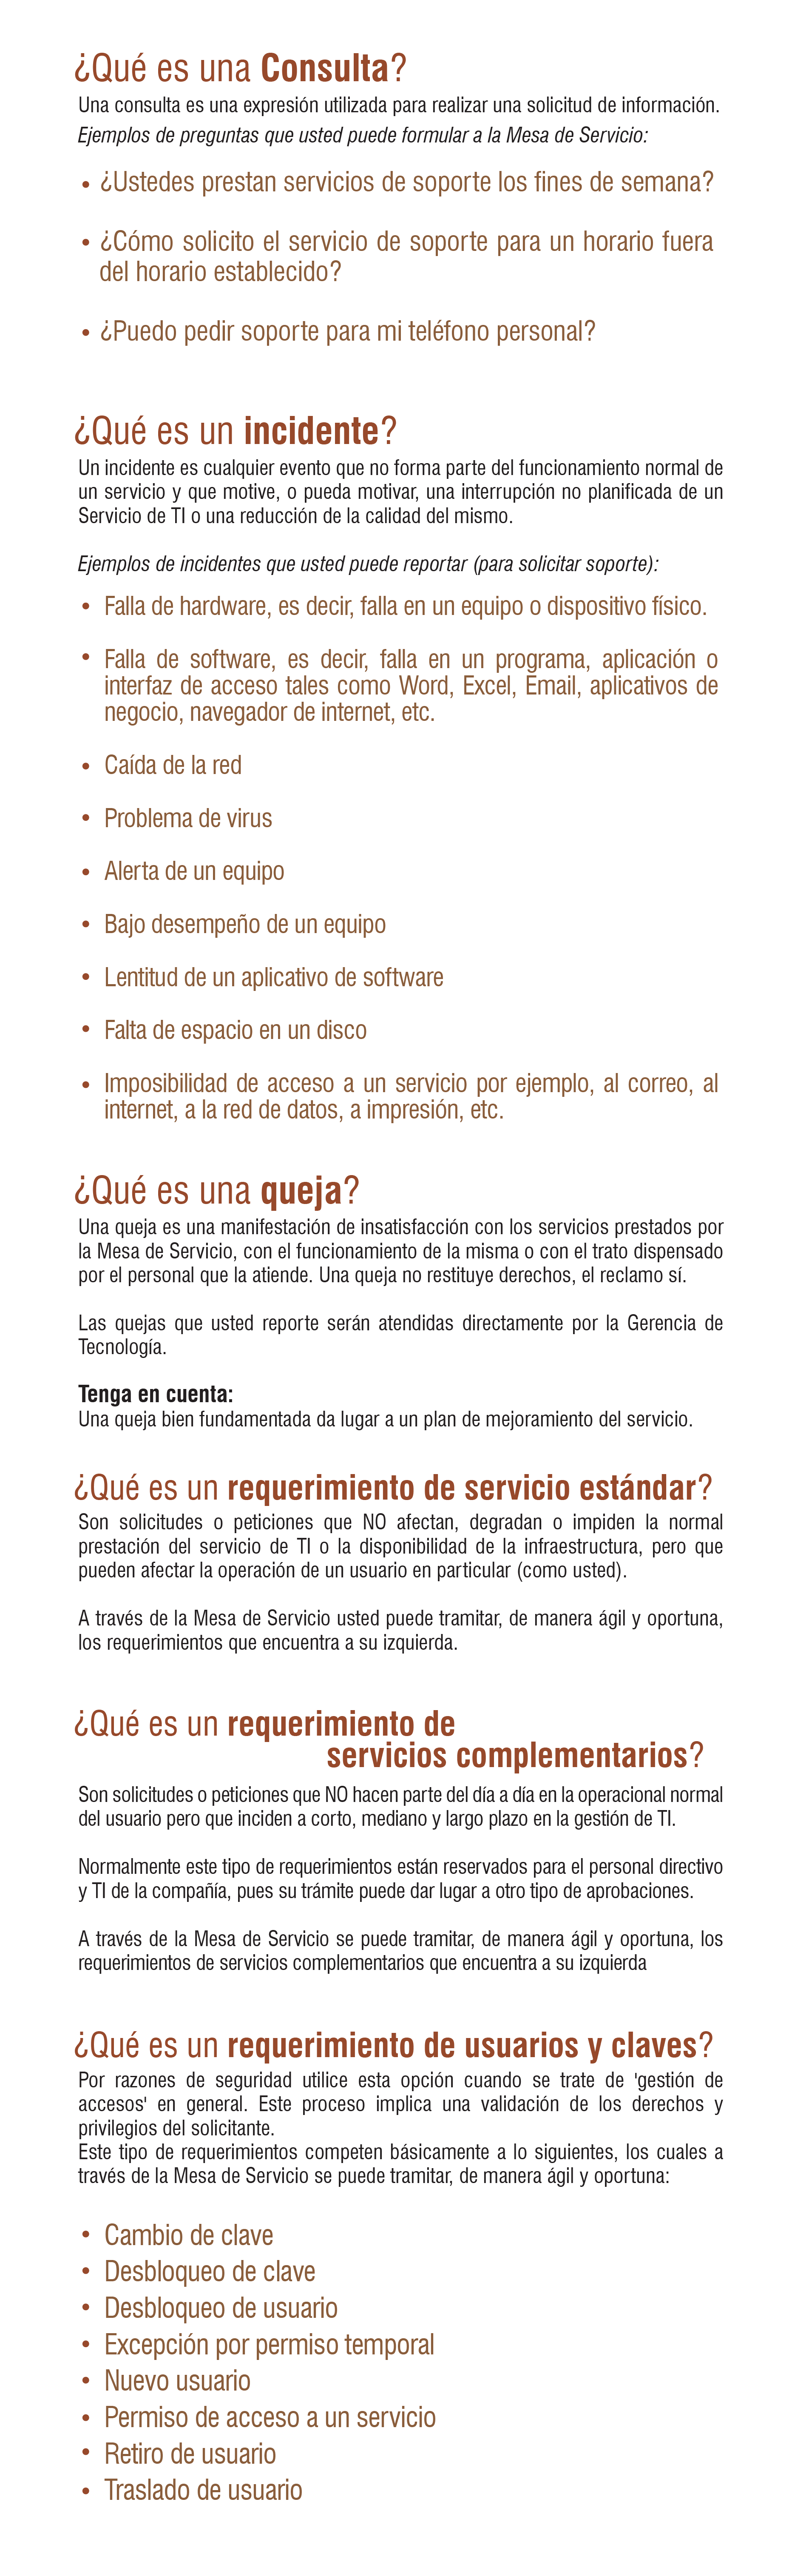 ¿Qué es una Consulta?
Una consulta es una expresión utilizada para realizar una solicitud de información.
Ejemplos de preguntas que usted puede formular a la Mesa de Servicio:
• ¿Ustedes prestan servicios de soporte los fines de semana?
• ¿Cómo solicito el servicio de soporte para un horario fuera
del horario establecido?
• ¿Puedo pedir soporte para mi teléfono personal?
¿Qué es un incidente?
Un incidente es cualquier evento que no forma parte del funcionamiento normal de
un servicio y que motive, o pueda motivar, una interrupción no planificada de un
Servicio de TI o una reducción de la calidad del mismo.
Ejemplos de incidentes que usted puede reportar (para solicitar soporte):
• Falla de hardware, es decir, falla en un equipo o dispositivo físico.
• Falla de software, es decir, falla en un programa, aplicación o
interfaz de acceso tales como Word, Excel, Email, aplicativos de
negocio, navegador de internet, etc.
• Caída de la red
• Problema de virus
• Alerta de un equipo
• Bajo desempeño de un equipo
• Lentitud de un aplicativo de software
• Falta de espacio en un disco
• Imposibilidad de acceso a un servicio por ejemplo, al correo, al
internet, a la red de datos, a impresión, etc.
¿Qué es una queja?
Una queja es una manifestación de insatisfacción con los servicios prestados por
la Mesa de Servicio, con el funcionamiento de la misma o con el trato dispensado
por el personal que la atiende. Una queja no restituye derechos, el reclamo sí.
Las quejas que usted reporte serán atendidas directamente por la Gerencia de
Tecnología.
Tenga en cuenta:
Una queja bien fundamentada da lugar a un plan de mejoramiento del servicio.
¿Qué es un requerimiento de servicio estándar?
Son solicitudes o peticiones que NO afectan, degradan o impiden la normal
prestación del servicio de TI o la disponibilidad de la infraestructura, pero que
pueden afectar la operación de un usuario en particular (como usted).
A través de la Mesa de Servicio usted puede tramitar, de manera ágil y oportuna,
los requerimientos que encuentra a su izquierda.
¿Qué es un requerimiento de
servicios complementarios?
Son solicitudes o peticiones que NO hacen parte del día a día en la operacional normal
del usuario pero que inciden a corto, mediano y largo plazo en la gestión de TI.
Normalmente este tipo de requerimientos están reservados para el personal directivo
y TI de la compañía, pues su trámite puede dar lugar a otro tipo de aprobaciones.
A través de la Mesa de Servicio se puede tramitar, de manera ágil y oportuna, los
requerimientos de servicios complementarios que encuentra a su izquierda
¿Qué es un requerimiento de usuarios y claves?
Por razones de seguridad utilice esta opción cuando se trate de 'gestión de
accesos' en general. Este proceso implica una validación de los derechos y
privilegios del solicitante.
Este tipo de requerimientos competen básicamente a lo siguientes, los cuales a
través de la Mesa de Servicio se puede tramitar, de manera ágil y oportuna:
• Cambio de clave
• Desbloqueo de clave
• Desbloqueo de usuario
• Excepción por permiso temporal
• Nuevo usuario
• Permiso de acceso a un servicio
• Retiro de usuario
• Traslado de usuario